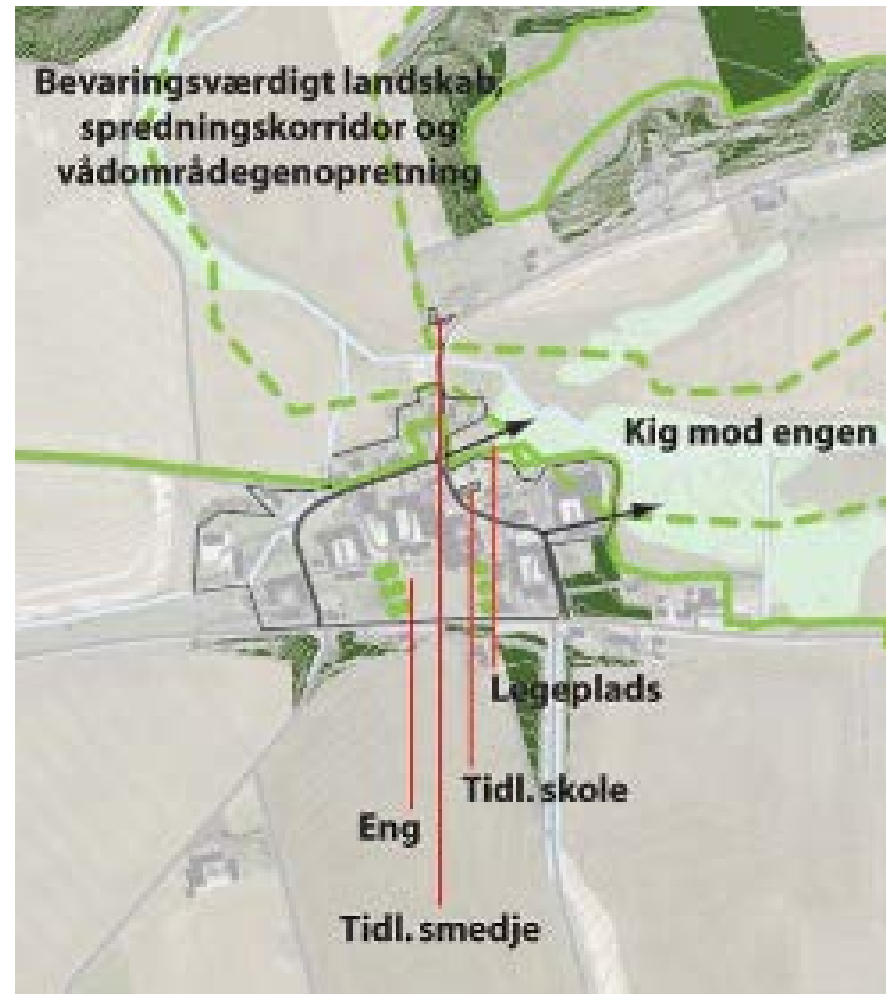 Bevaringsværdigt landskab,
spredningskorridor og
vådområdegenopretning
Kig mod engen
Legeplads
Tidl. skole
Eng
Tidl. smedje